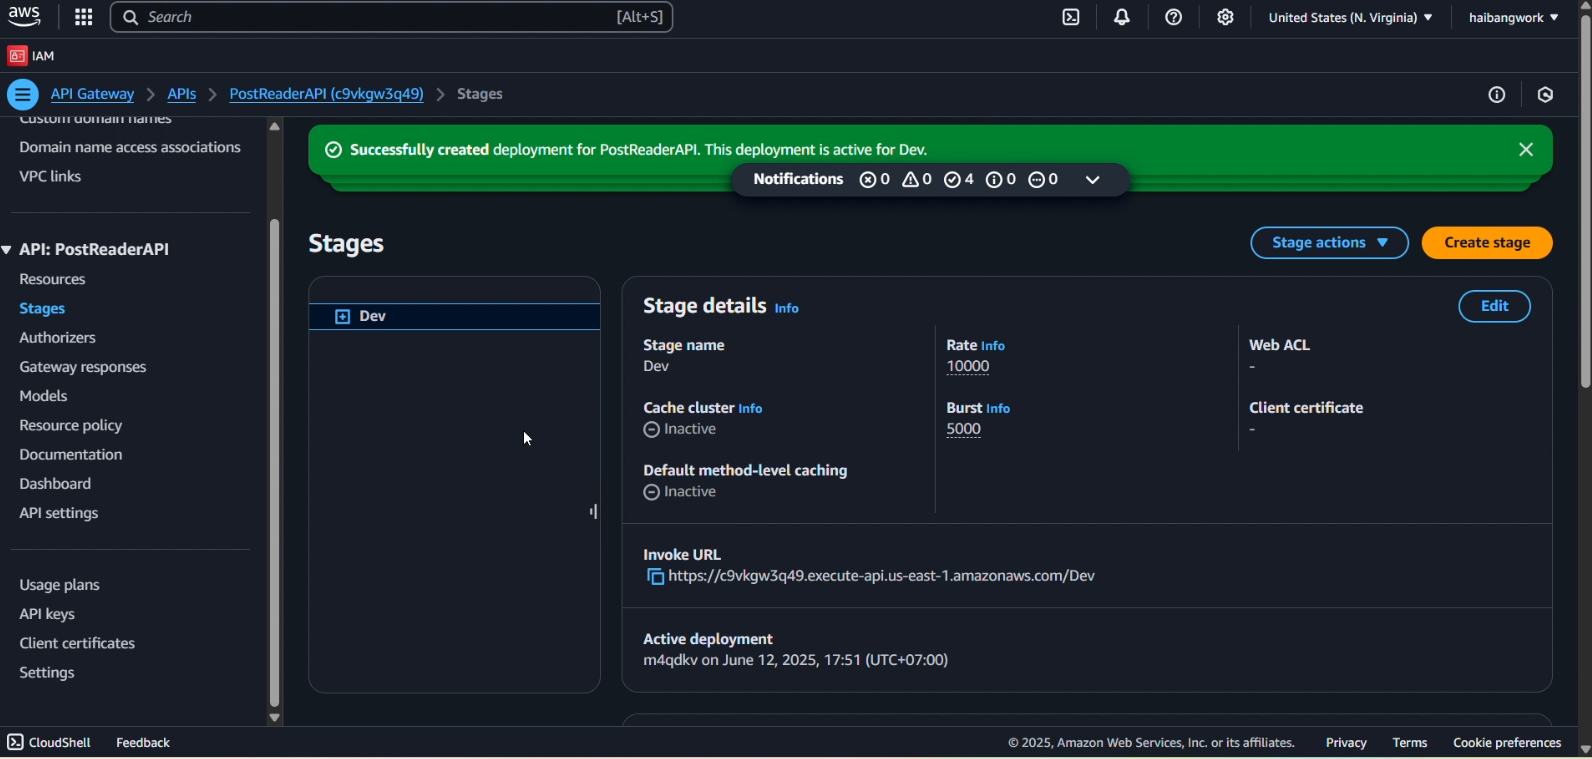 aws
Search [Alt+S]
United States (N. Virginia)
haibangwork
IAM
API Gateway
APIs
PostReaderAPI (c9vkgw3q49)
Stages
Custom domain names
Domain name access associations
VPC links
API: PostReaderAPI
Resources
Stages
Authorizers
Gateway responses
Models
Resource policy
Documentation
Dashboard
API settings
Usage plans
API keys
Client certificates
Settings
Successfully created deployment for PostReaderAPI. This deployment is active for Dev.
Notifications 0 0 4 0 0
Stages
Stage actions
Create stage
Dev
Stage details Info
Edit
Stage name
Dev
Cache cluster Info
Inactive
Default method-level caching
Inactive
Rate Info
10000
Burst Info
5000
Web ACL
-
Client certificate
-
Invoke URL
https://c9vkgw3q49.execute-api.us-east-1.amazonaws.com/Dev
Active deployment
m4qdkv on June 12, 2025, 17:51 (UTC+07:00)
CloudShell
Feedback
© 2025, Amazon Web Services, Inc. or its affiliates.
Privacy
Terms
Cookie preferences